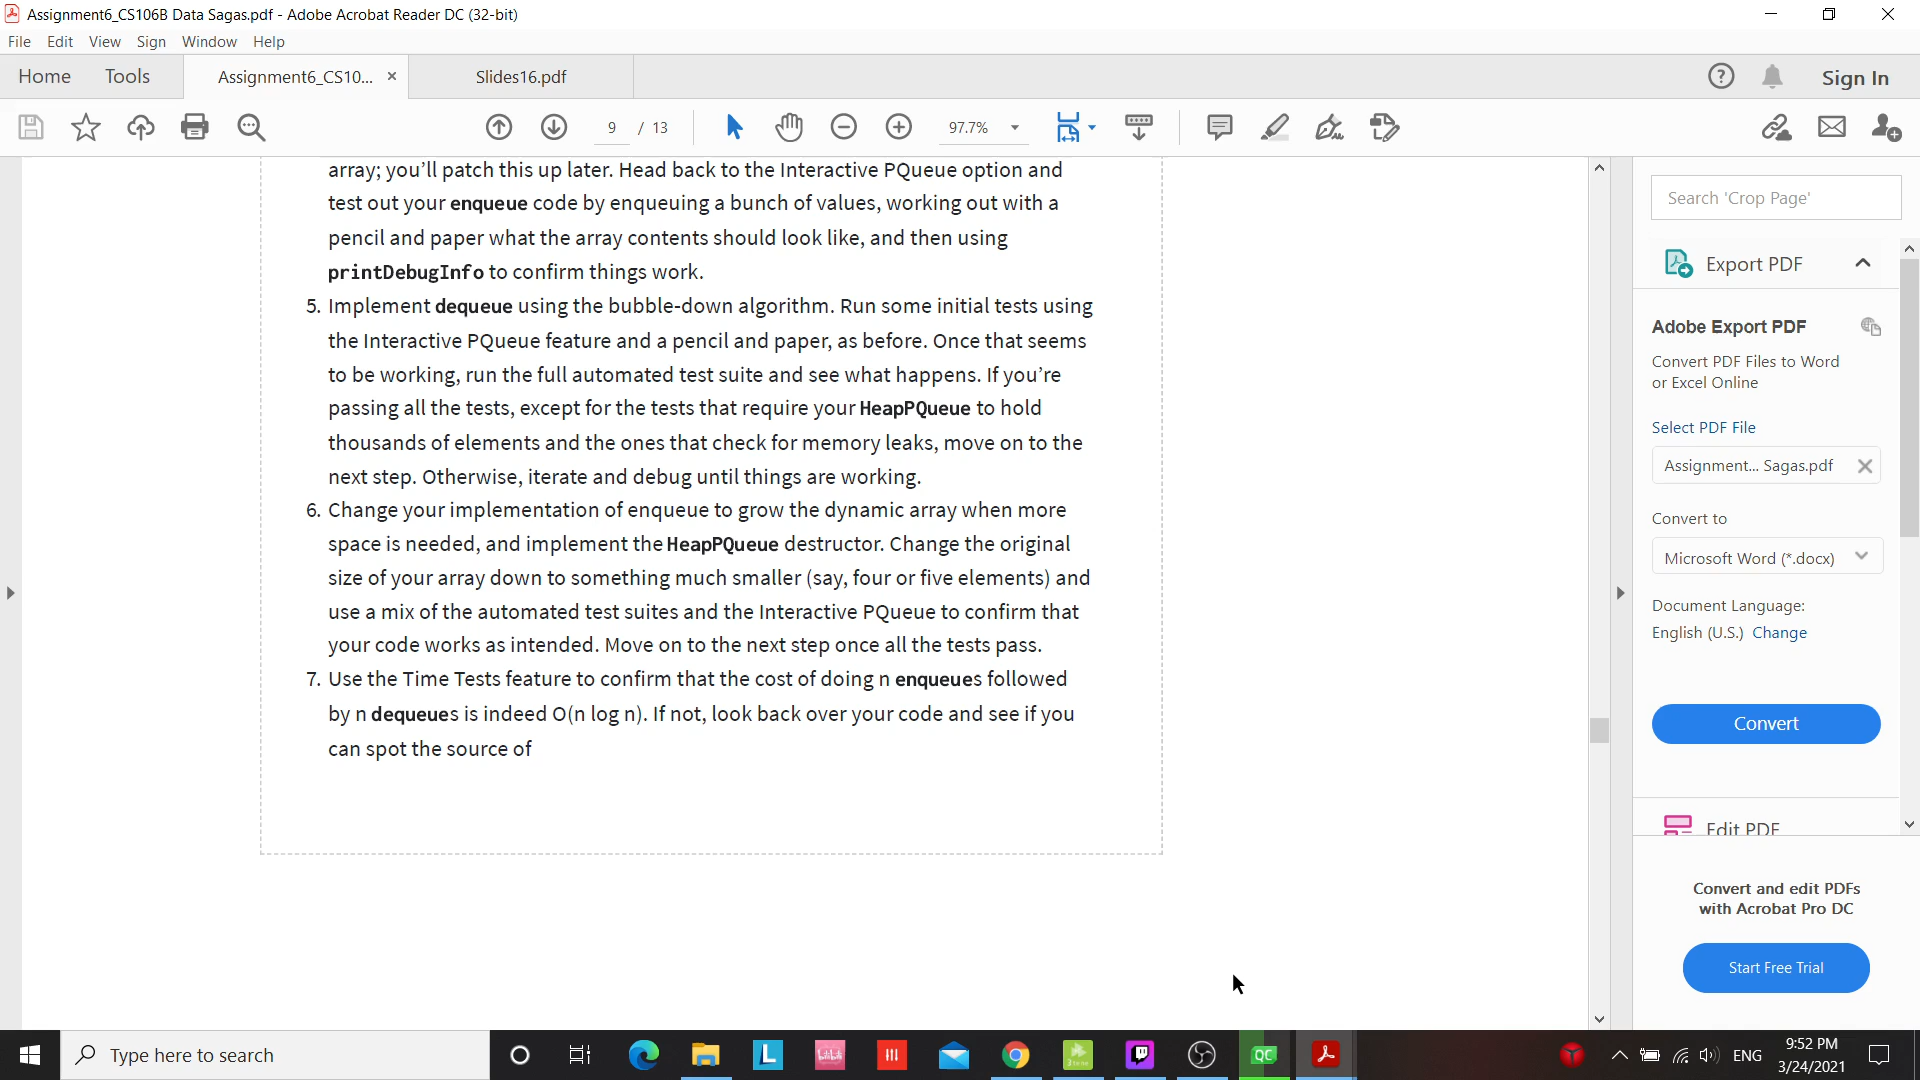 Assignment6_CS106B Data Sagas.pdf - Adobe Acrobat Reader DC (32-bit)
File Edit View Sign Window Help
Home Tools Assignment6_CS10... × Slides16.pdf Sign In
9 / 13 97.7%
array; you’ll patch this up later. Head back to the Interactive PQueue option and
test out your enqueue code by enqueuing a bunch of values, working out with a
pencil and paper what the array contents should look like, and then using
printDebugInfo to confirm things work.
5. Implement dequeue using the bubble-down algorithm. Run some initial tests using
the Interactive PQueue feature and a pencil and paper, as before. Once that seems
to be working, run the full automated test suite and see what happens. If you’re
passing all the tests, except for the tests that require your HeapPQueue to hold
thousands of elements and the ones that check for memory leaks, move on to the
next step. Otherwise, iterate and debug until things are working.
6. Change your implementation of enqueue to grow the dynamic array when more
space is needed, and implement the HeapPQueue destructor. Change the original
size of your array down to something much smaller (say, four or five elements) and
use a mix of the automated test suites and the Interactive PQueue to confirm that
your code works as intended. Move on to the next step once all the tests pass.
7. Use the Time Tests feature to confirm that the cost of doing n enqueues followed
by n dequeues is indeed O(n log n). If not, look back over your code and see if you
can spot the source of
Search 'Crop Page'
Export PDF
Adobe Export PDF
Convert PDF Files to Word
or Excel Online
Select PDF File
Assignment... Sagas.pdf
Convert to
Microsoft Word (*.docx)
Document Language:
English (U.S.) Change
Convert
Edit PDF
Convert and edit PDFs
with Acrobat Pro DC
Start Free Trial
Type here to search
L
QC
ENG
9:52 PM
3/24/2021